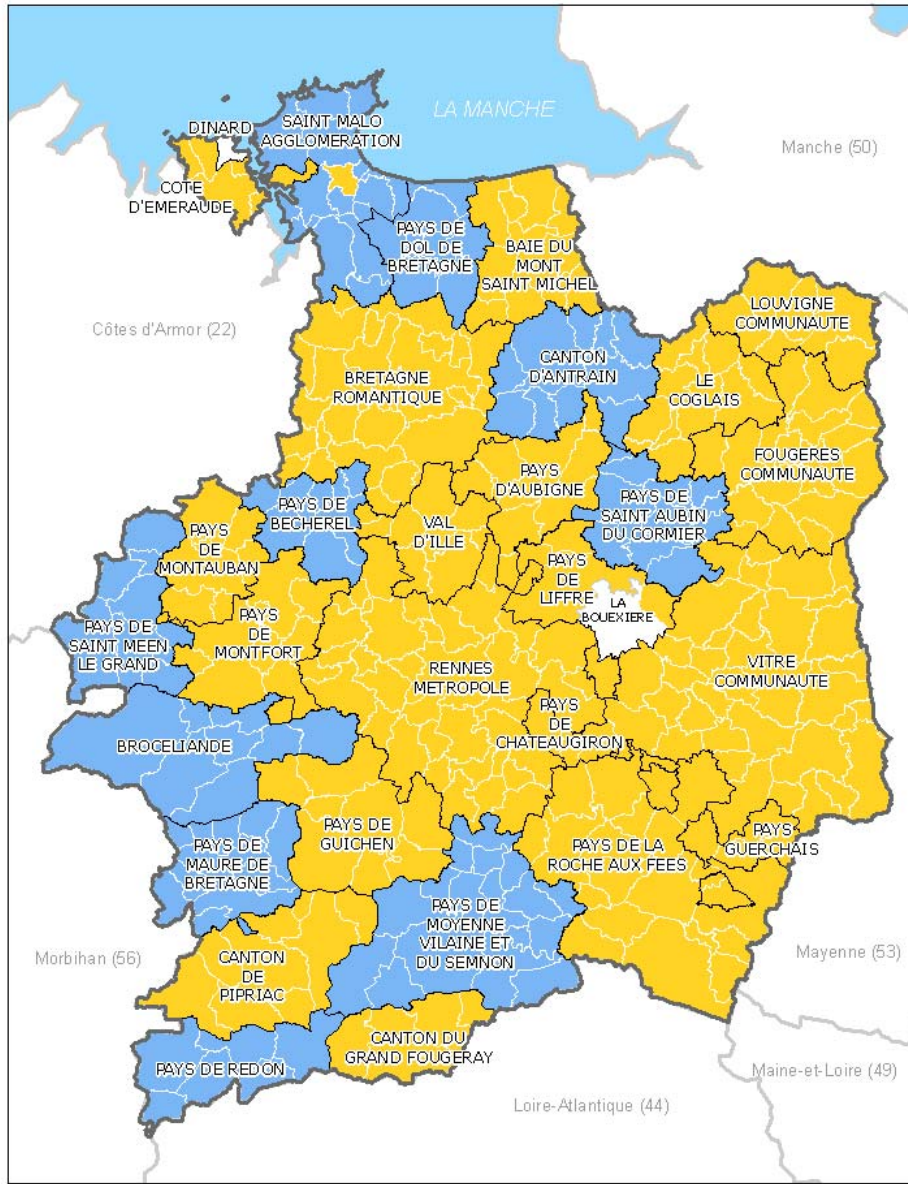 LA MANCHE
DINARD
SAINT MALO
AGGLOMERATION
Manche (50)
COTE
D'EMERAUDE
PAYS DE
DOL DE
BRETAGNE
BAIE DU
MONT
SAINT MICHEL
LOUVIGNE
COMMUNAUTE
Côtes d'Armor (22)
CANTON
D'ANTRAIN
BRETAGNE
ROMANTIQUE
LE
COGLAIS
FOUGERES
COMMUNAUTE
PAYS
D'AUBIGNE
PAYS DE
SAINT AUBIN
DU CORMIER
PAYS DE
BECHEREL
VAL
D'ILLE
PAYS
DE
MONTAUBAN
PAYS
DE
LIFFRE
LA
BOUEXIERE
PAYS
DE
MONTFORT
PAYS DE
SAINT MEEN
LE GRAND
RENNES
METROPOLE
VITRE
COMMUNAUTE
PAYS
DE
CHATEAUGIRON
BROCELIANDE
PAYS DE
GUICHEN
PAYS DE LA
ROCHE AUX FEES
PAYS
GUERCHAIS
PAYS DE
MAURE DE
BRETAGNE
PAYS DE
MOYENNE
VILAINE ET
DU SEMNON
Morbihan (56)
Mayenne (53)
CANTON
DE
PIPRIAC
CANTON DU
GRAND FOUGERAY
PAYS DE REDON
Maine-et-Loire (49)
Loire-Atlantique (44)